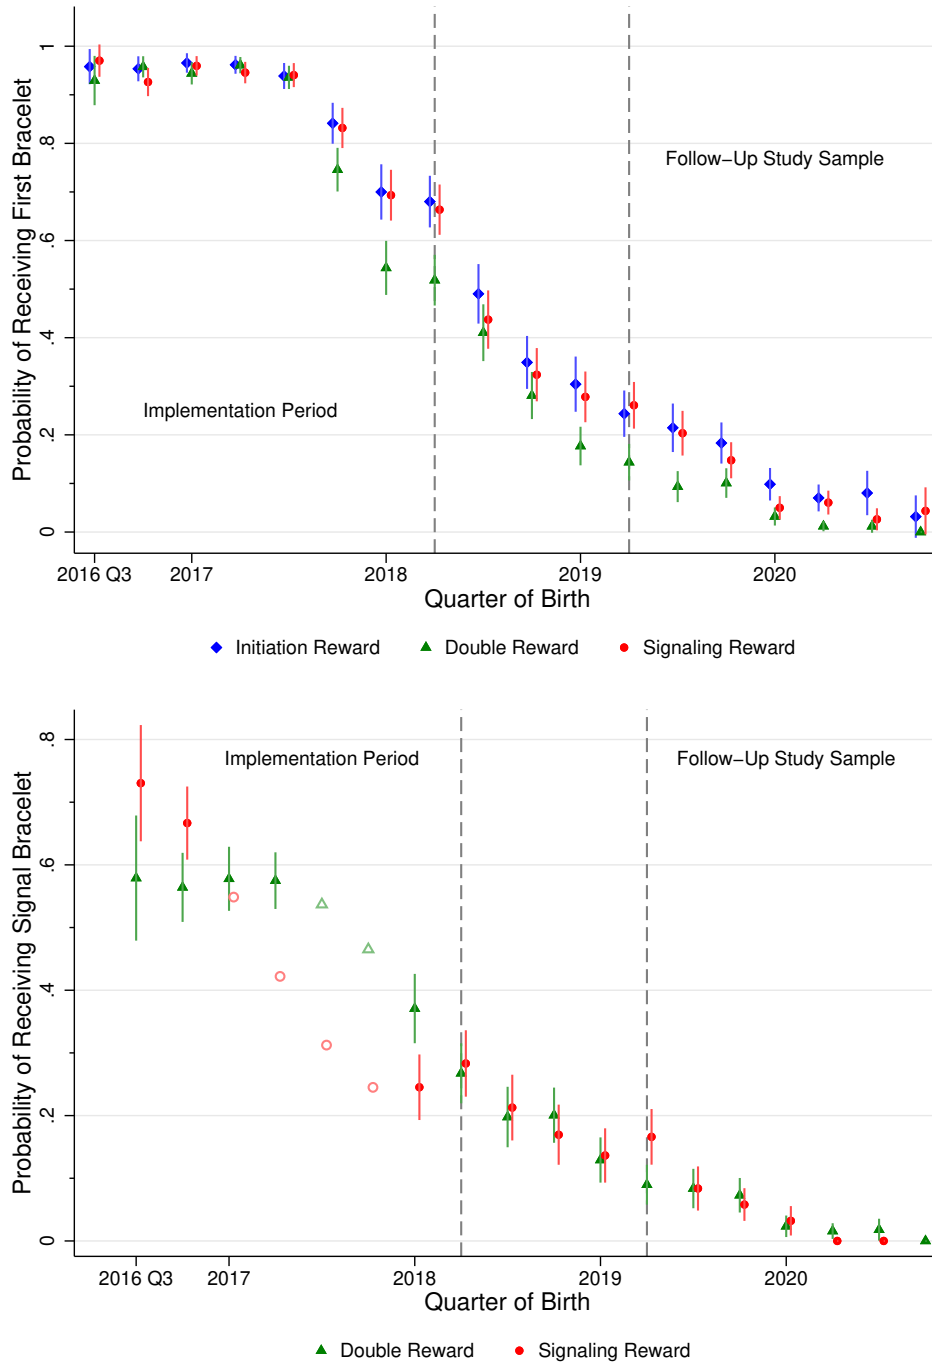 Probability of Receiving First Bracelet
1
.8
.6
.4
.2
0
Follow−Up Study Sample
Implementation Period
2016 Q3
2017
2018
2019
2020
Quarter of Birth
Initiation Reward
Double Reward
Signaling Reward
Probability of Receiving Signal Bracelet
.8
.6
.4
.2
0
Implementation Period
Follow−Up Study Sample
2016 Q3
2017
2018
2019
2020
Quarter of Birth
Double Reward
Signaling Reward